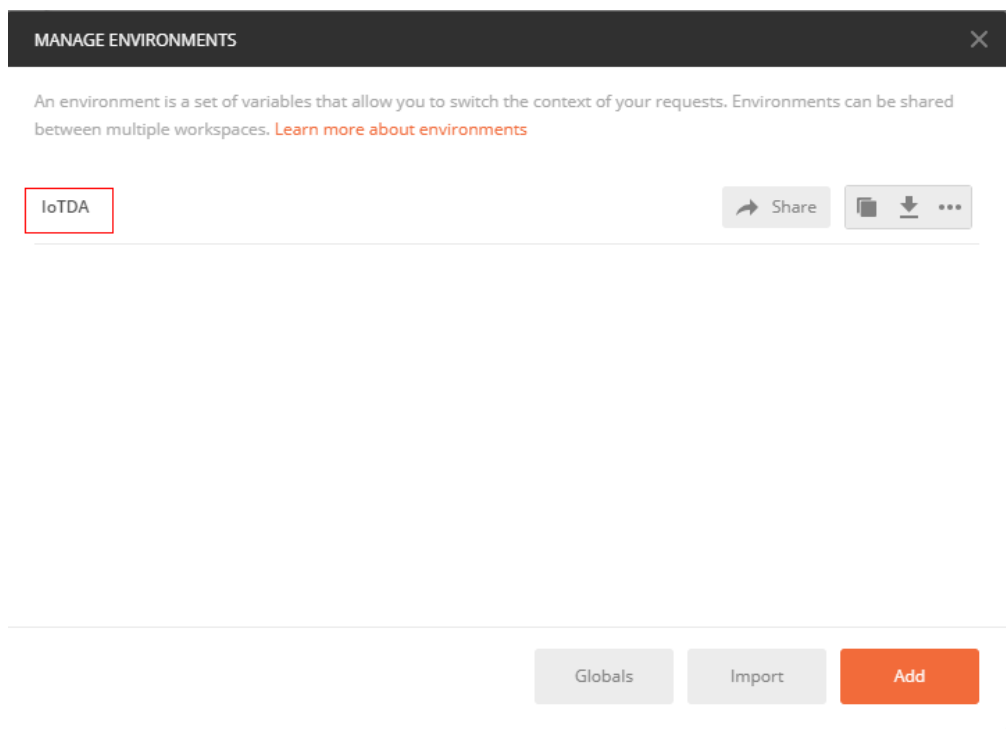 MANAGE ENVIRONMENTS
An environment is a set of variables that allow you to switch the context of your requests. Environments can be shared
between multiple workspaces. Learn more about environments
IoTDA
Share
Globals
Import
Add